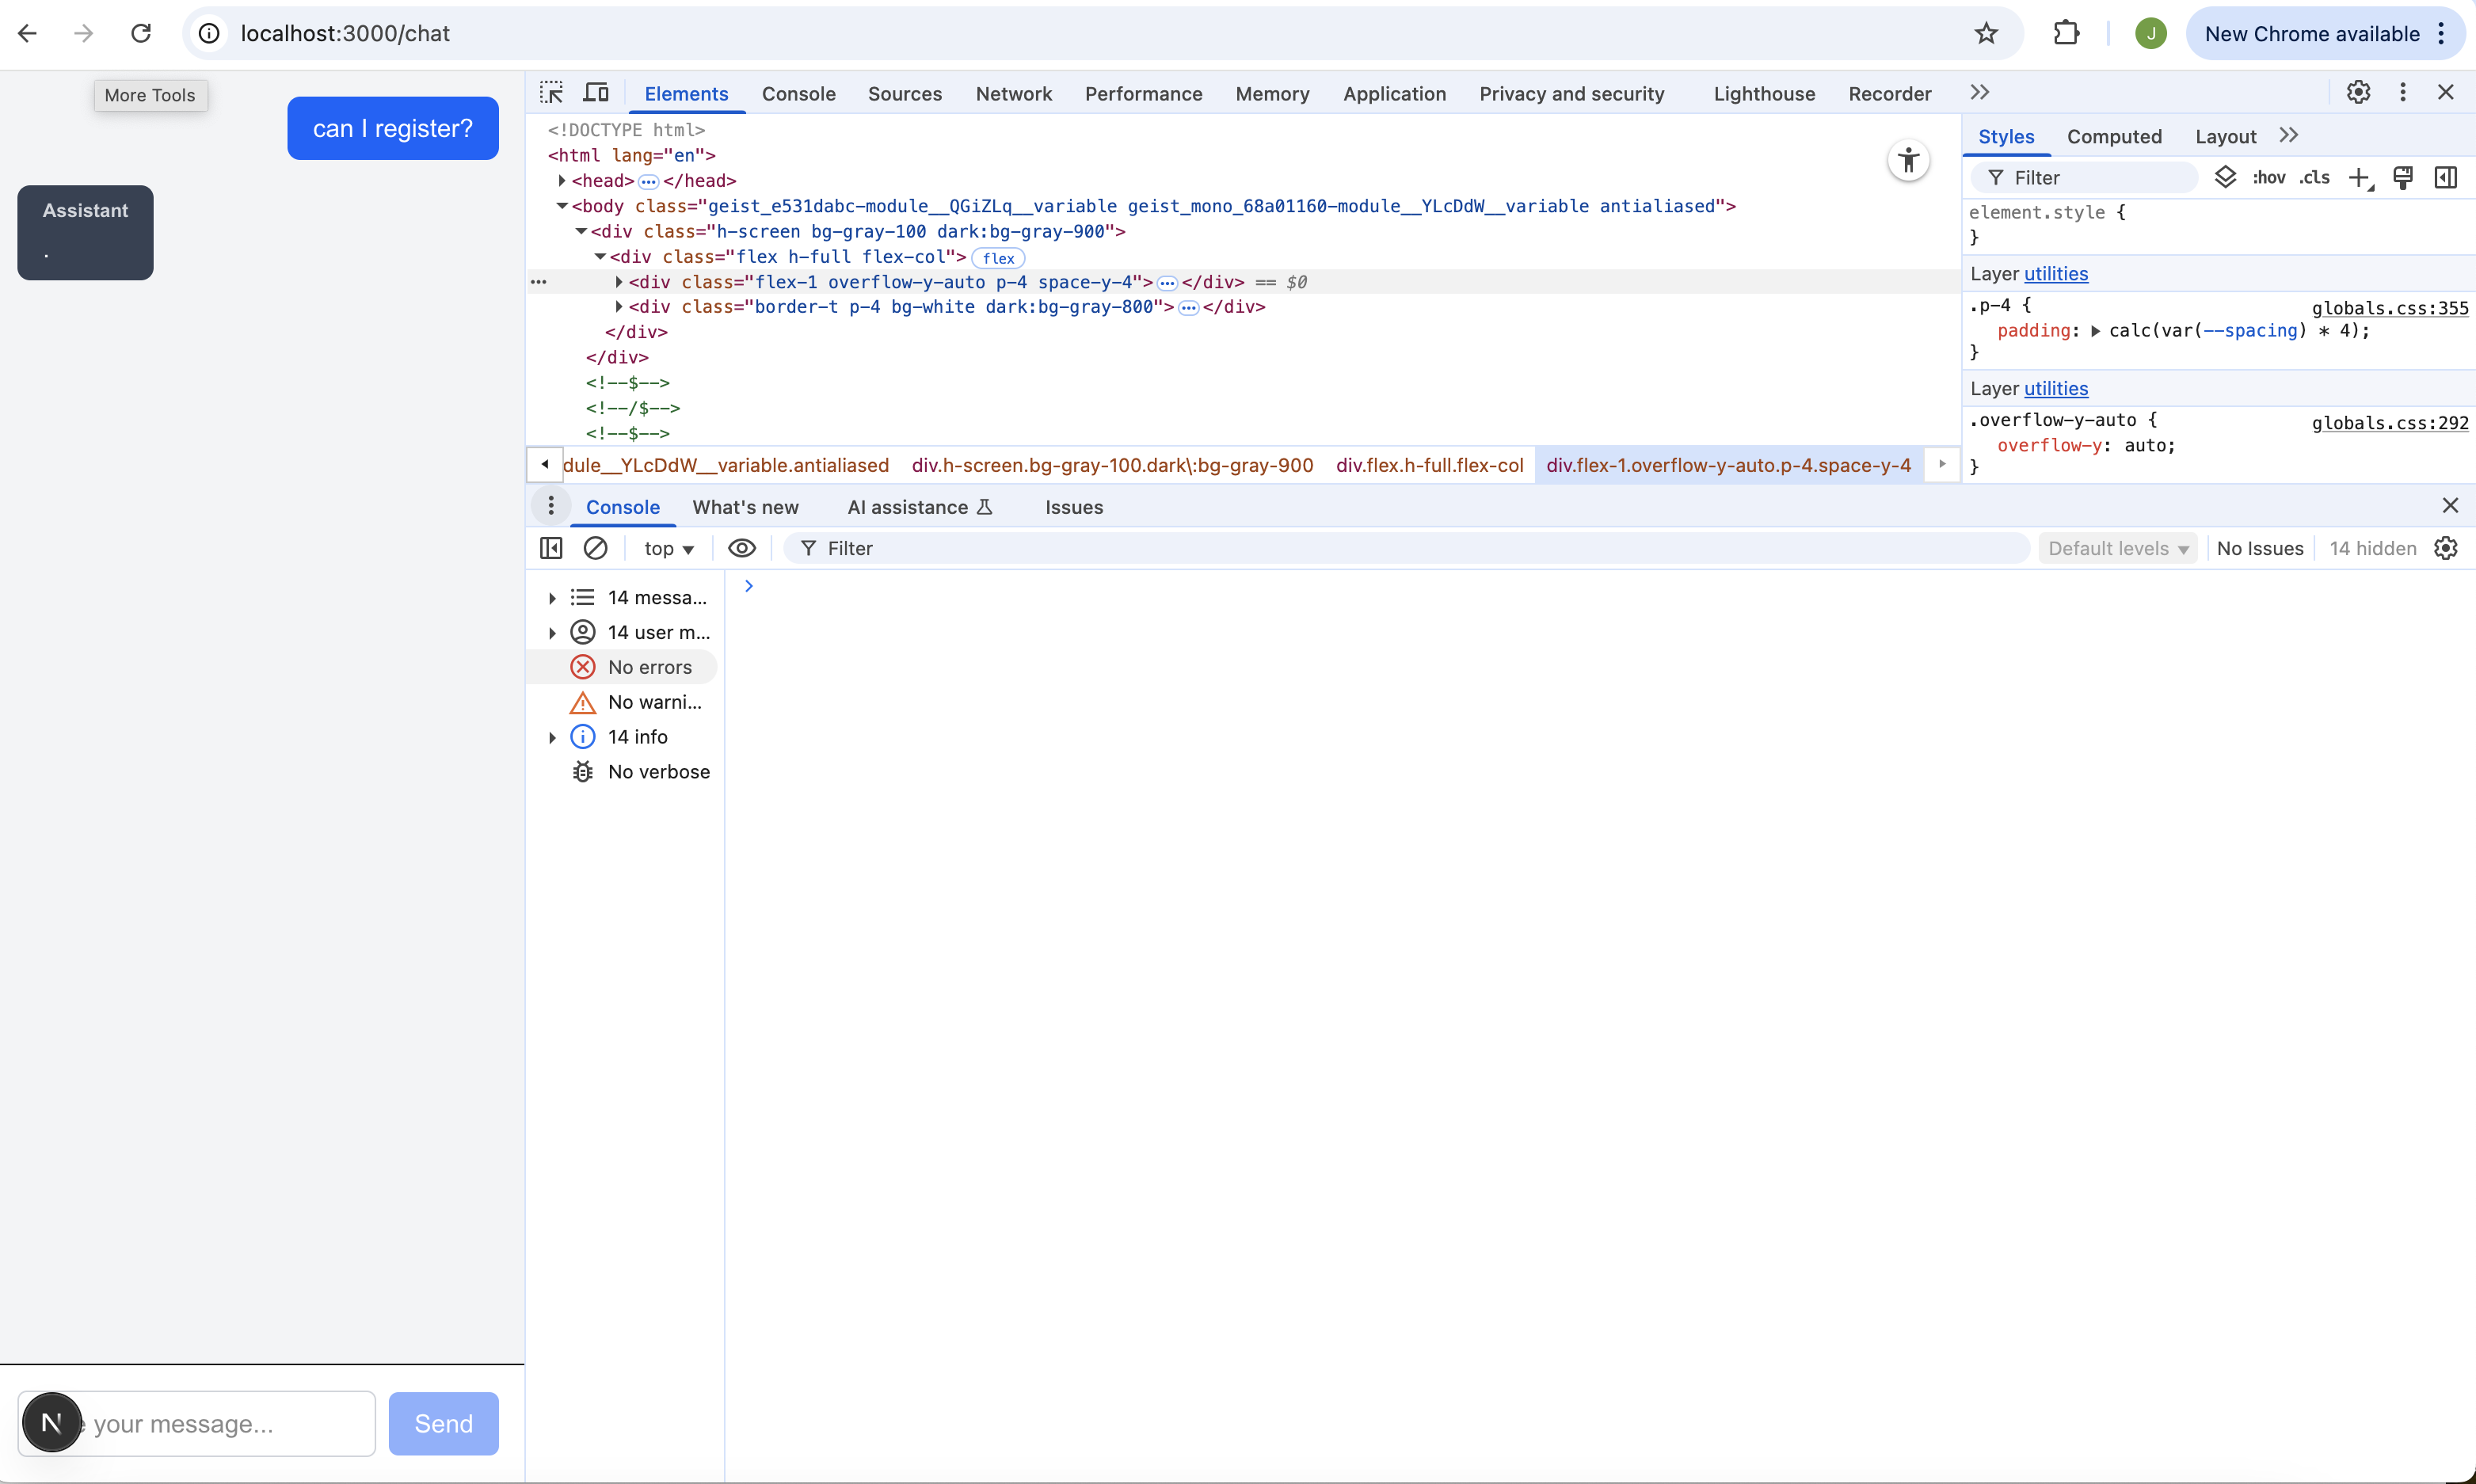 localhost:3000/chat
J
New Chrome available
More Tools
can I register?
Assistant
.
your message...
Send
N
Elements Console Sources Network Performance Memory Application Privacy and security Lighthouse Recorder
<!DOCTYPE html>
<html lang="en">
<head> ••• </head>
<body class="geist_e531dabc-module__QGiZLq__variable geist_mono_68a01160-module__YLcDdW__variable antialiased">
<div class="h-screen bg-gray-100 dark:bg-gray-900">
<div class="flex h-full flex-col"> flex
••• <div class="flex-1 overflow-y-auto p-4 space-y-4"> ••• </div> == $0
<div class="border-t p-4 bg-white dark:bg-gray-800"> ••• </div>
</div>
</div>
<!--$-->
<!--/$-->
<!--$-->
dule__YLcDdW__variable.antialiased div.h-screen.bg-gray-100.dark\:bg-gray-900 div.flex.h-full.flex-col div.flex-1.overflow-y-auto.p-4.space-y-4
Styles Computed Layout
Filter :hov .cls
element.style {
}
Layer utilities
.p-4 { globals.css:355
padding: calc(var(--spacing) * 4);
}
Layer utilities
.overflow-y-auto { globals.css:292
overflow-y: auto;
}
Console What's new AI assistance Issues
top Filter Default levels No Issues 14 hidden
14 messa...
14 user m...
No errors
No warni...
14 info
No verbose